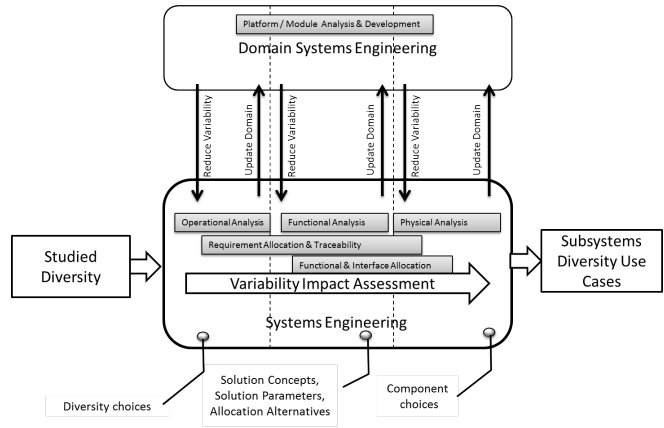 Platform / Module Analysis & Development
Domain Systems Engineering
Reduce Variability
Update Domain
Reduce Variability
Update Domain
Reduce Variability
Update Domain
Operational Analysis
Functional Analysis
Physical Analysis
Requirement Allocation & Traceability
Functional & Interface Allocation
Variability Impact Assessment
Systems Engineering
Studied
Diversity
Subsystems
Diversity Use
Cases
Diversity choices
Solution Concepts,
Solution Parameters,
Allocation Alternatives
Component
choices